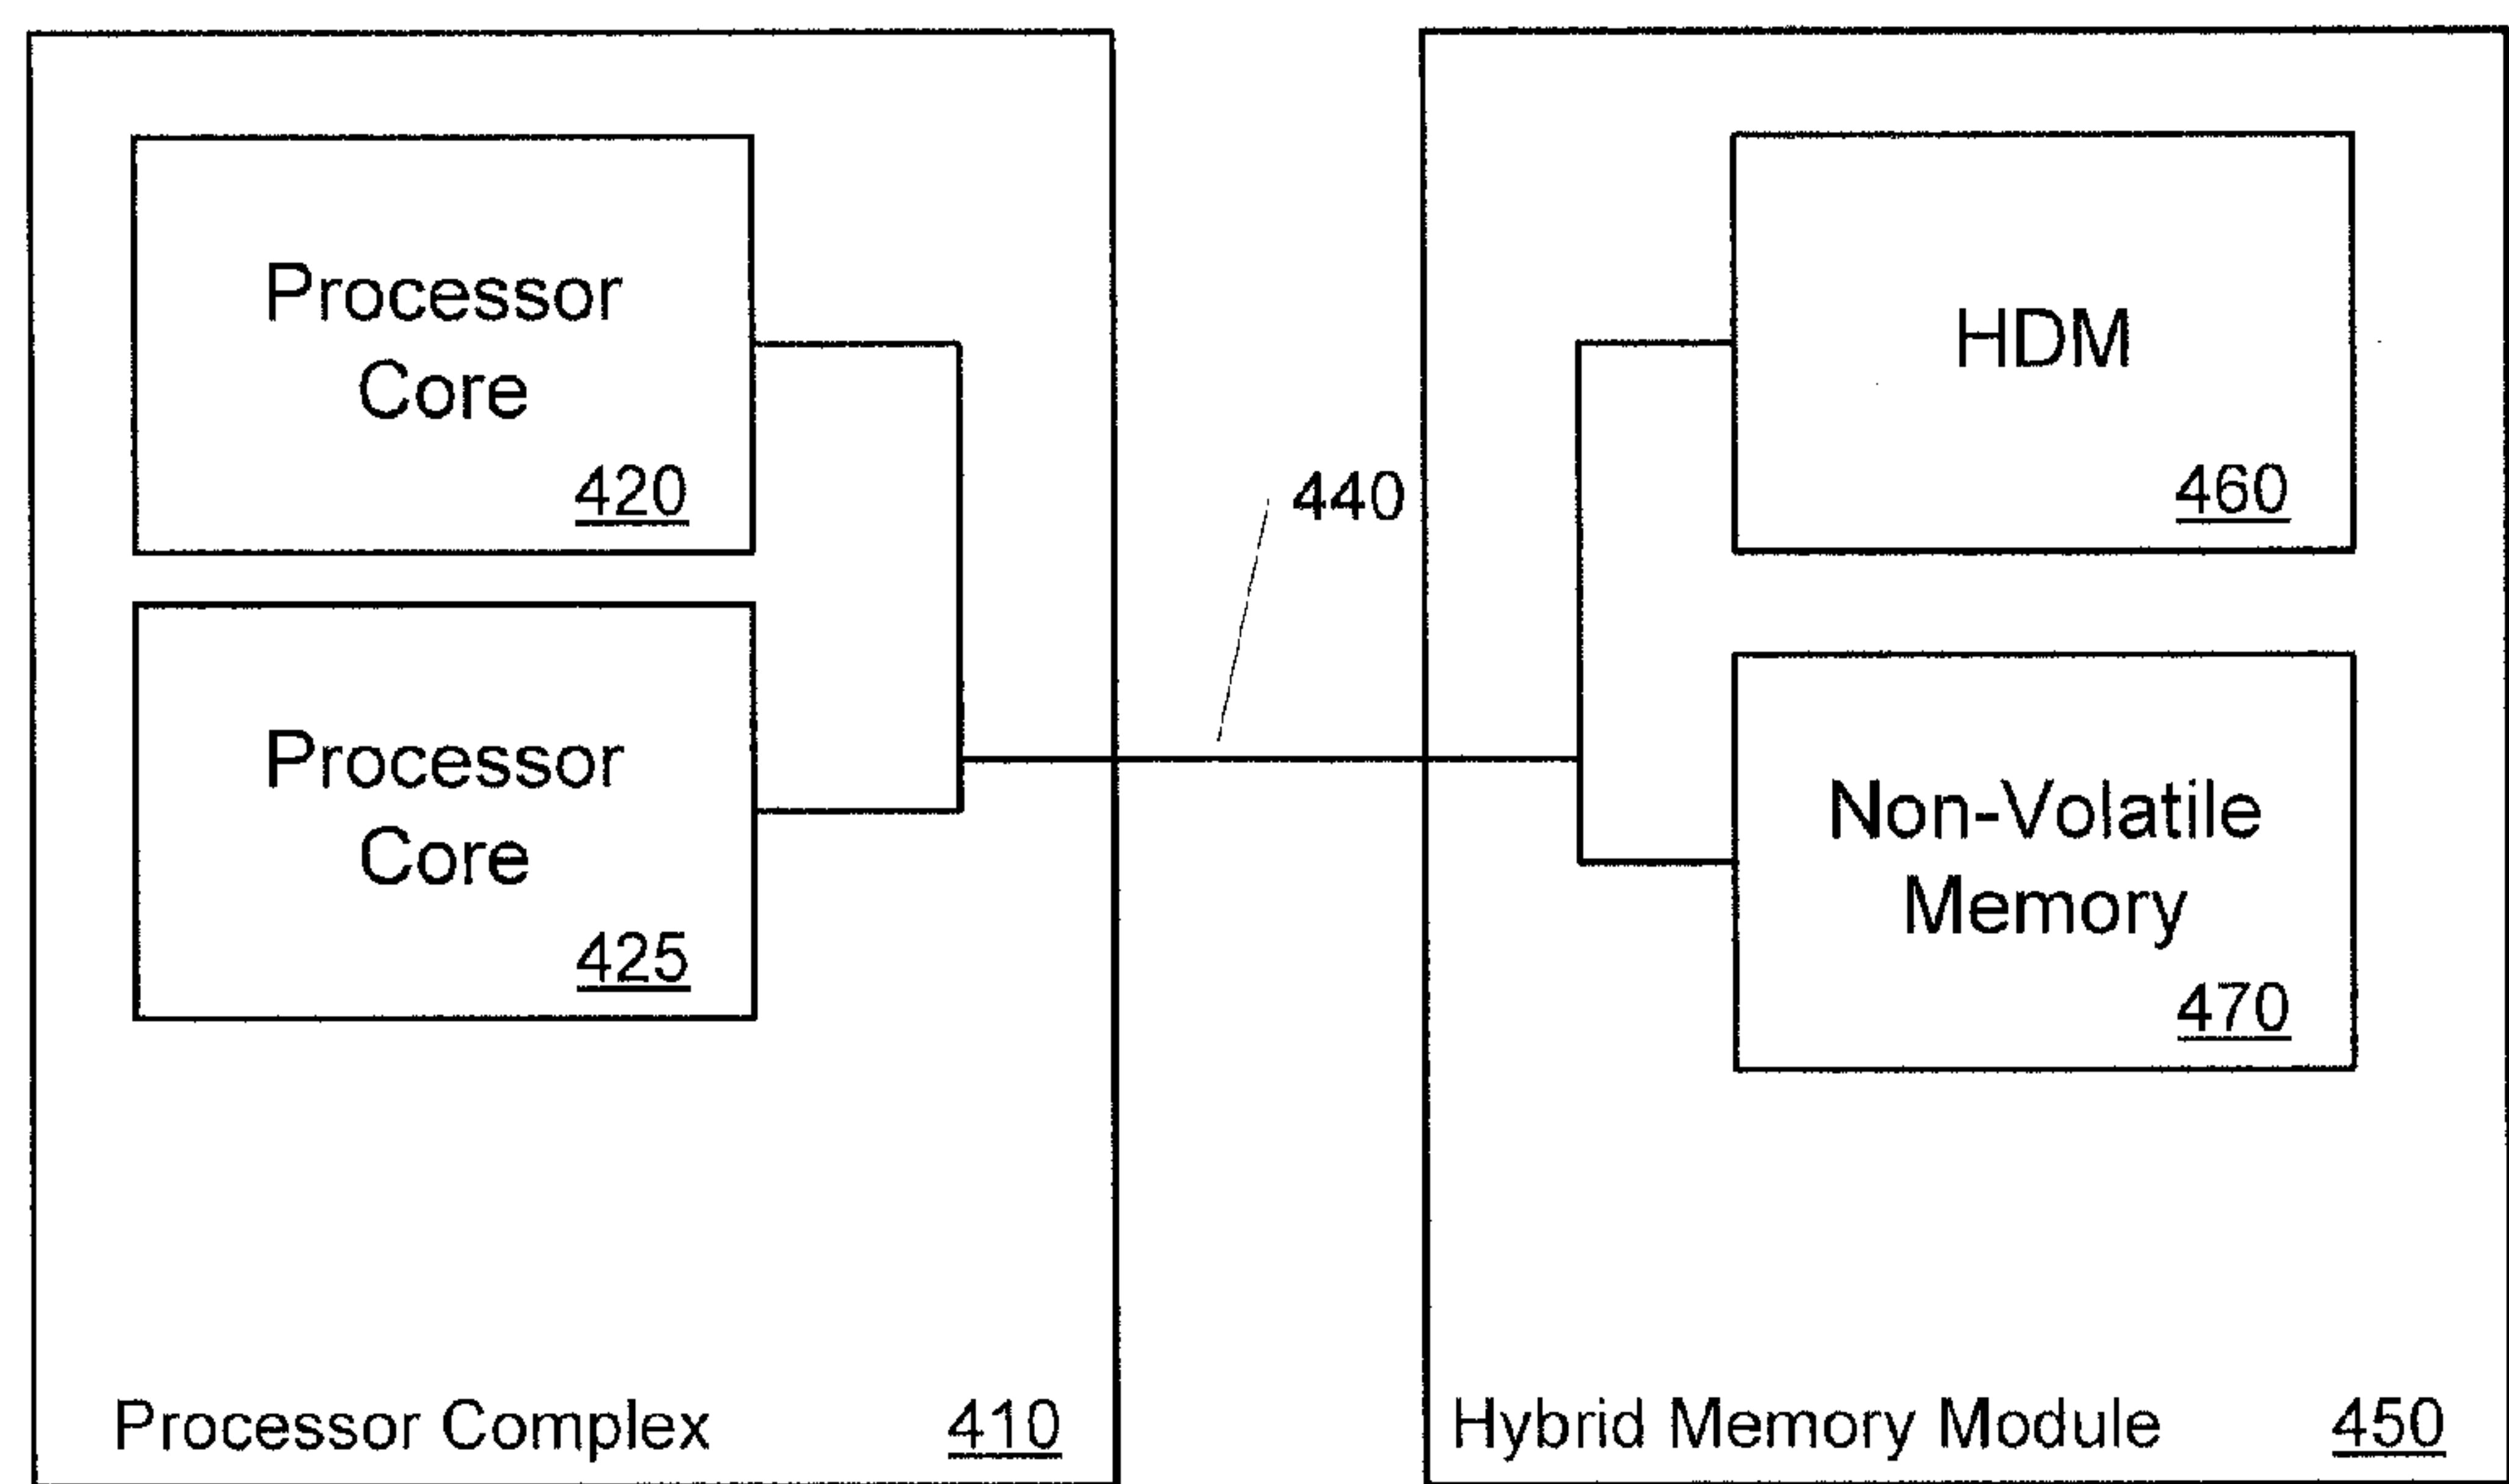 Processor
Core
420
Processor
Core
425
Processor Complex 410
440
HDM
460
Non-Volatile
Memory
470
Hybrid Memory Module 450